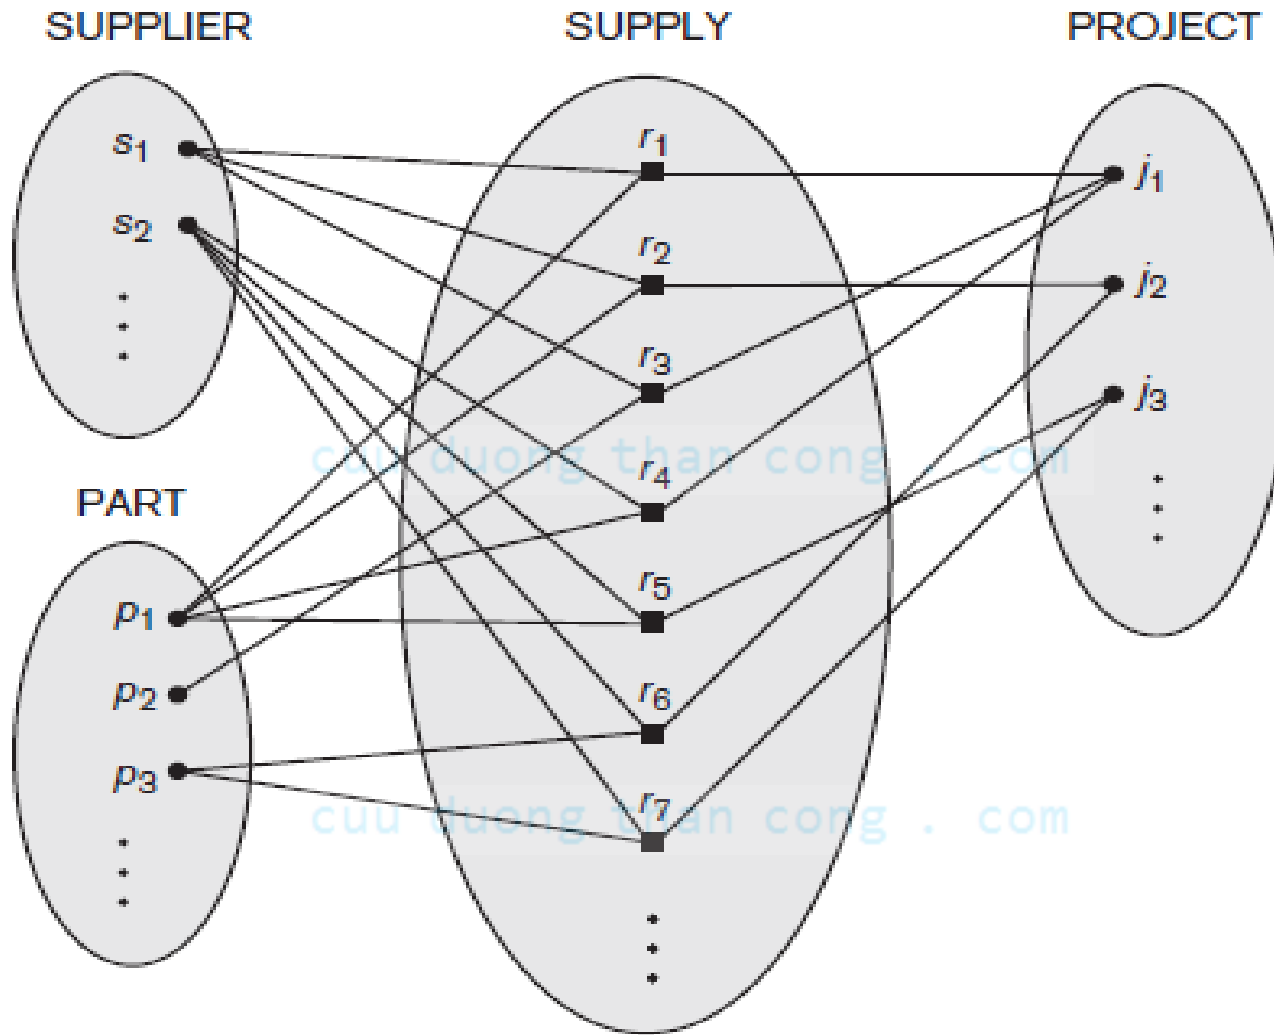 SUPPLIER
SUPPLY
PROJECT
s1
s2
PART
p1
p2
p3
r1
r2
r3
r4
r5
r6
r7
j1
j2
j3
cuu duong than cong . com
cuu duong than cong . com